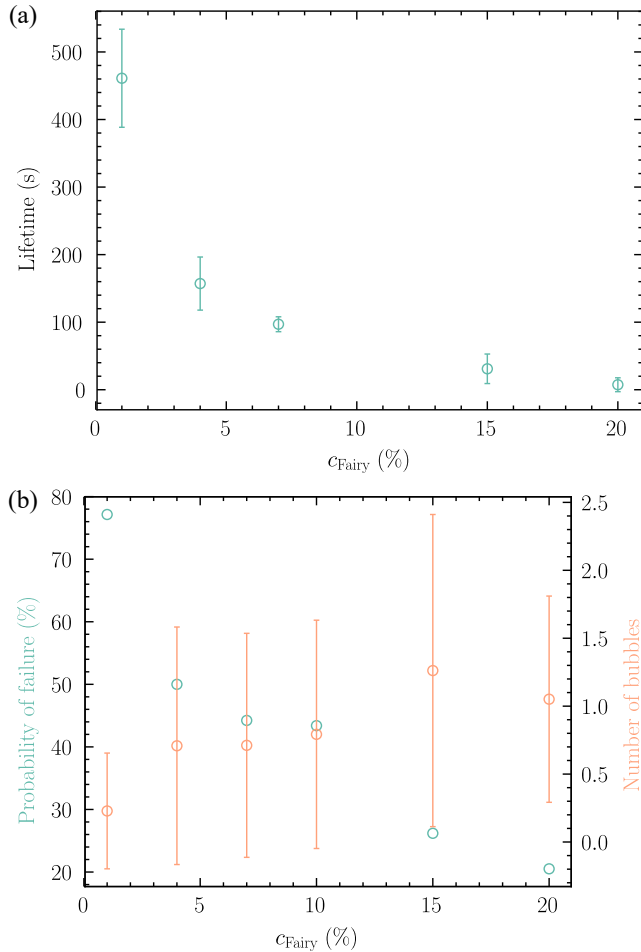 (a)
500
400
300
200
100
0
Lifetime (s)
0 5 10 15 20
c_Fairy (%)
(b)
80
70
60
50
40
30
20
Probability of failure (%)
2.5
2.0
1.5
1.0
0.5
0.0
Number of bubbles
0 5 10 15 20
c_Fairy (%)